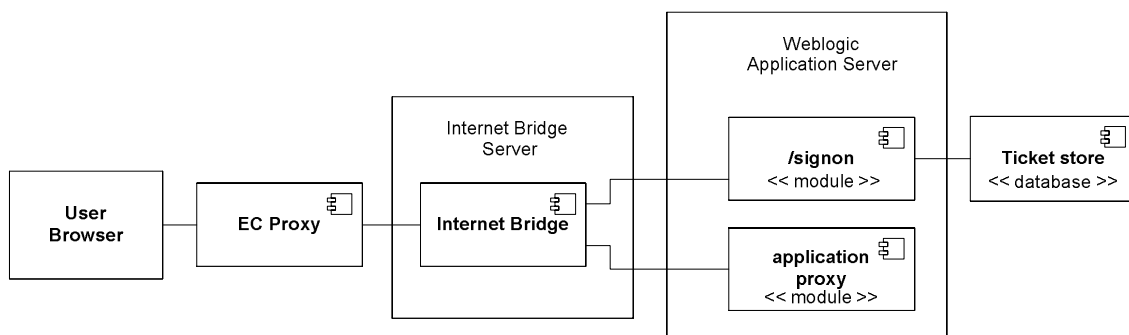 Weblogic
Application Server
Internet Bridge
Server
/signon
<< module >>
Ticket store
<< database >>
User
Browser
EC Proxy
Internet Bridge
application
proxy
<< module >>